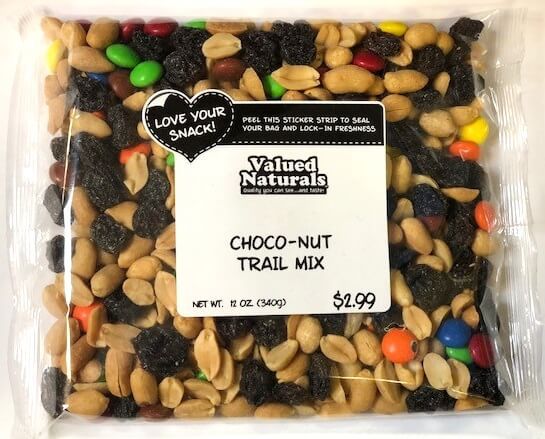 LOVE YOUR
SNACK!
PEEL THIS STICKER STRIP TO SEAL
YOUR BAG AND LOCK-IN FRESHNESS
Valued
Naturals
Quality you can see...and taste!
CHOCO-NUT
TRAIL MIX
NET WT. 12 OZ. (340g)
$2.99